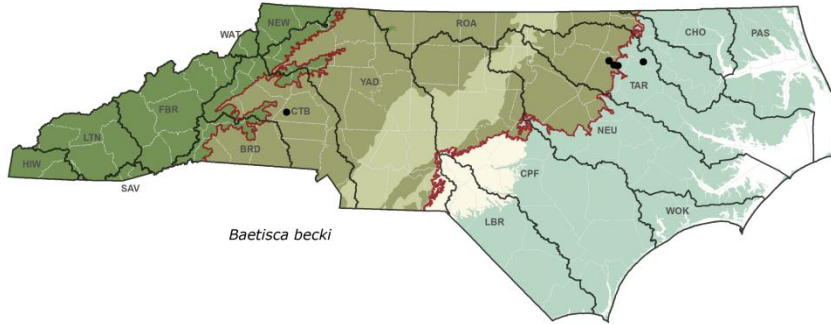 NEW
WAT
ROA
CHO
PAS
YAD
FBR
CTB
TAR
LTN
NEU
BRD
HIW
CPF
SAV
WOK
LBR
Baetisca becki